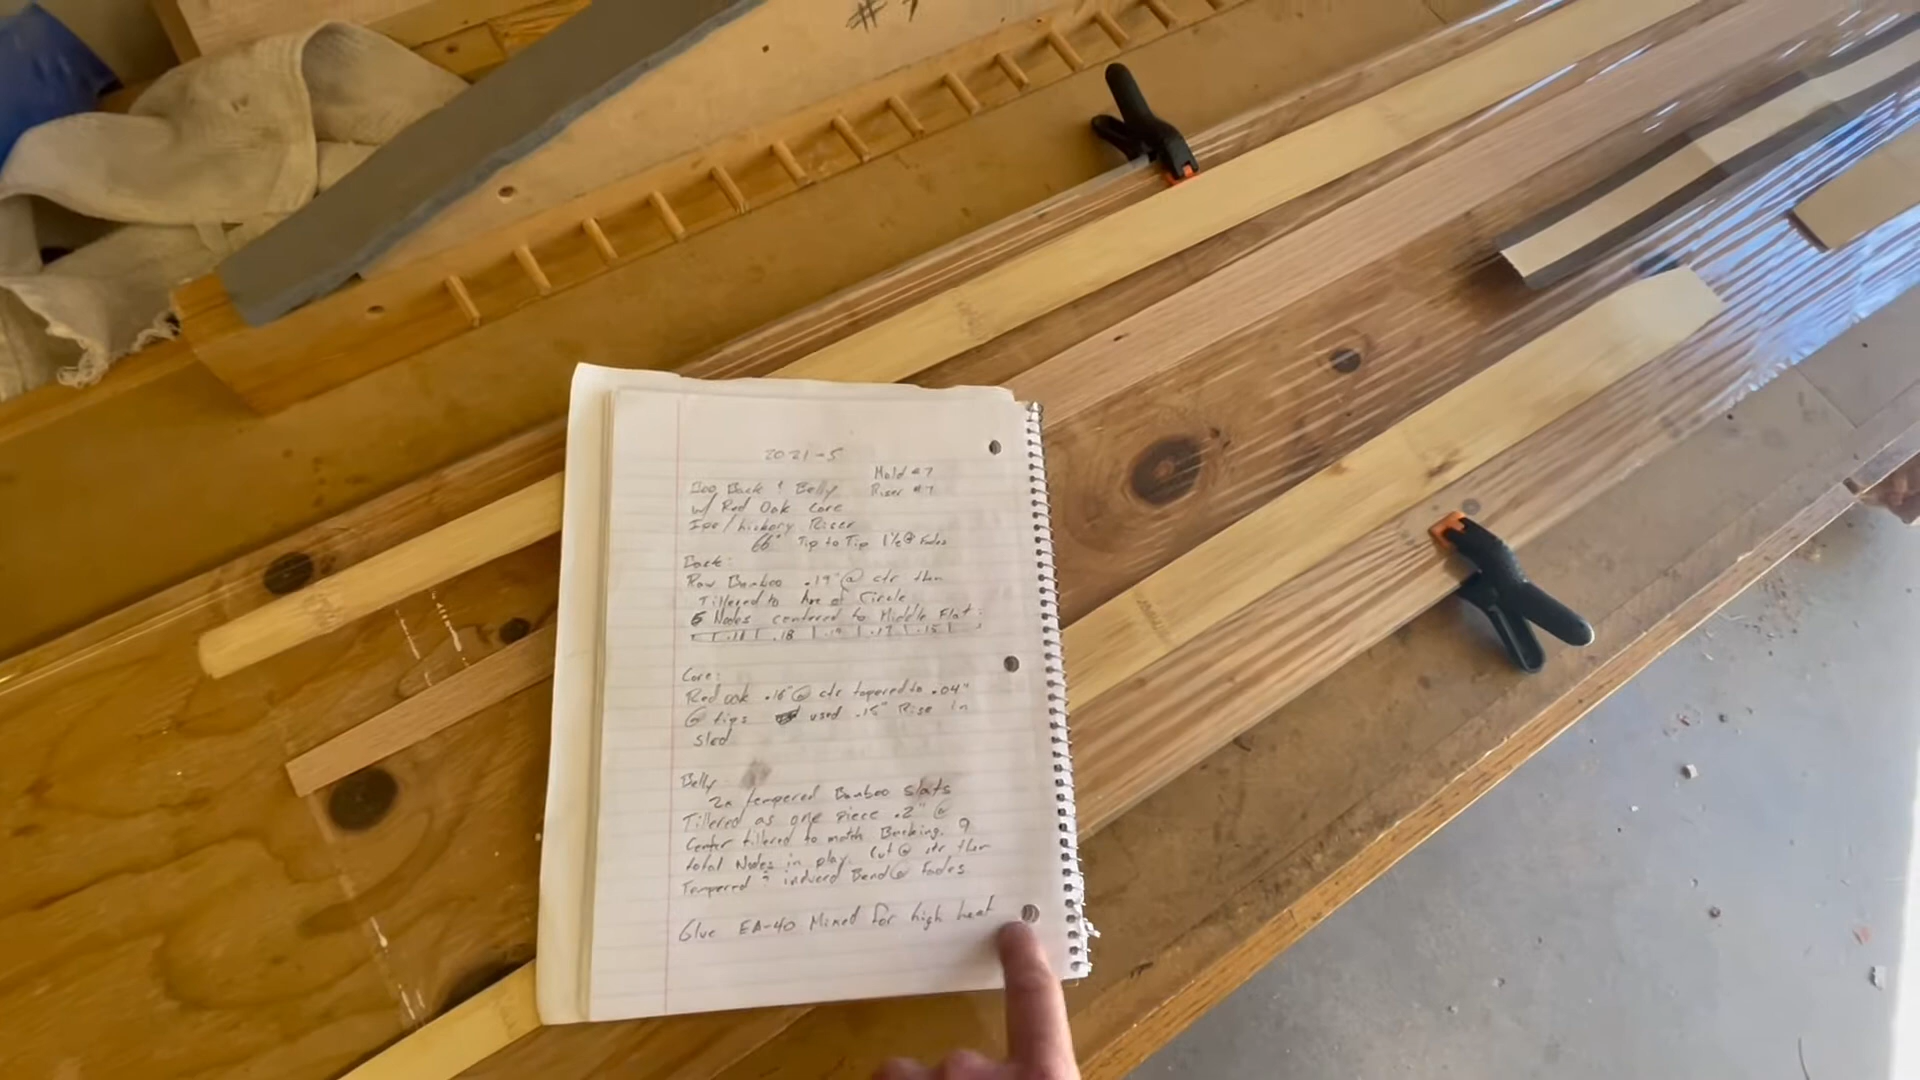 #7
2021-5
Mold #7
Boo Back & Belly Riser #7
w/ Red Oak Core
Ipe/hickory Riser
66" Tip to Tip 1½ @ Fades
Back:
Raw Bamboo .19" @ ctr then
Tillered to Arc of Circle
5 Nodes centered to Middle Flat:
.18 .19 .17 .15
Core:
Red oak .16" @ ctr tapered to .04"
@ tips used .15" Rise in
sled
Belly
2x tempered Bamboo slats
Tillered as one piece .2" @
Center tillered to match Backing. 9
total Nodes in play. Cut @ ctr then
Tempered & induced Bend @ Fades
Glue EA-40 Mixed for high heat